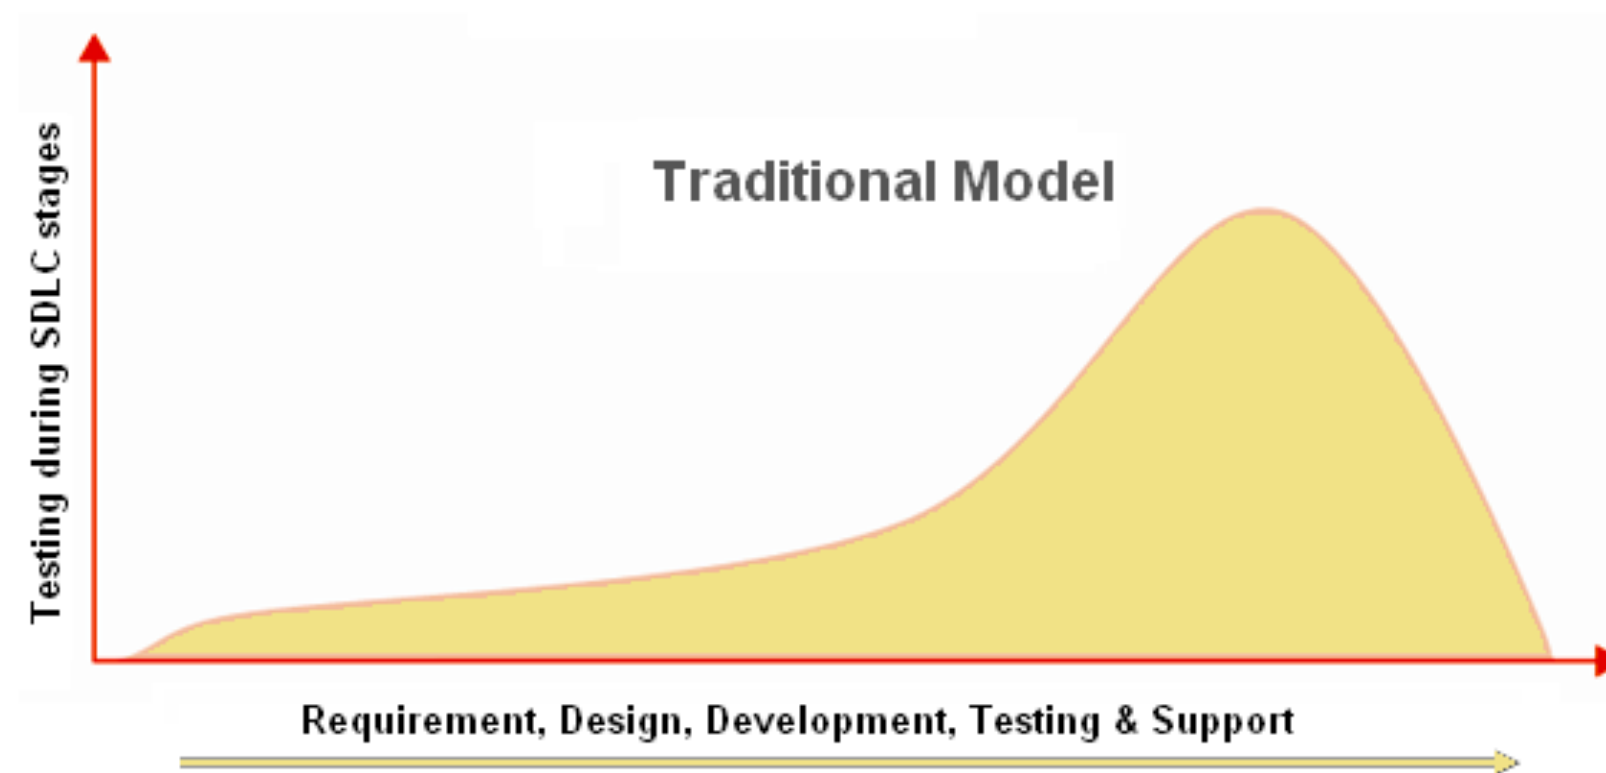 Traditional Model
Testing during SDLC stages
Requirement, Design, Development, Testing & Support